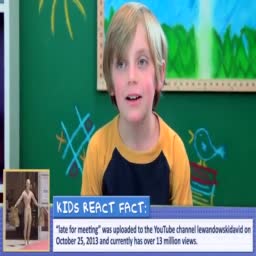 KIDS REACT FACT:
"late for meeting" was uploaded to the YouTube channel lewandowskidavid on
October 25, 2013 and currently has over 13 million views.